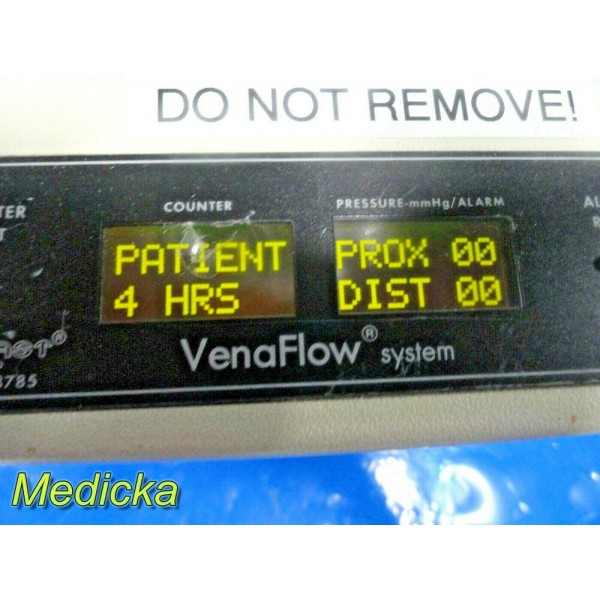 DO NOT REMOVE!
COUNTER
PRESSURE-mmHg/ALARM
PATIENT
4 HRS
PROX 00
DIST 00
VenaFlow® system
Medicka